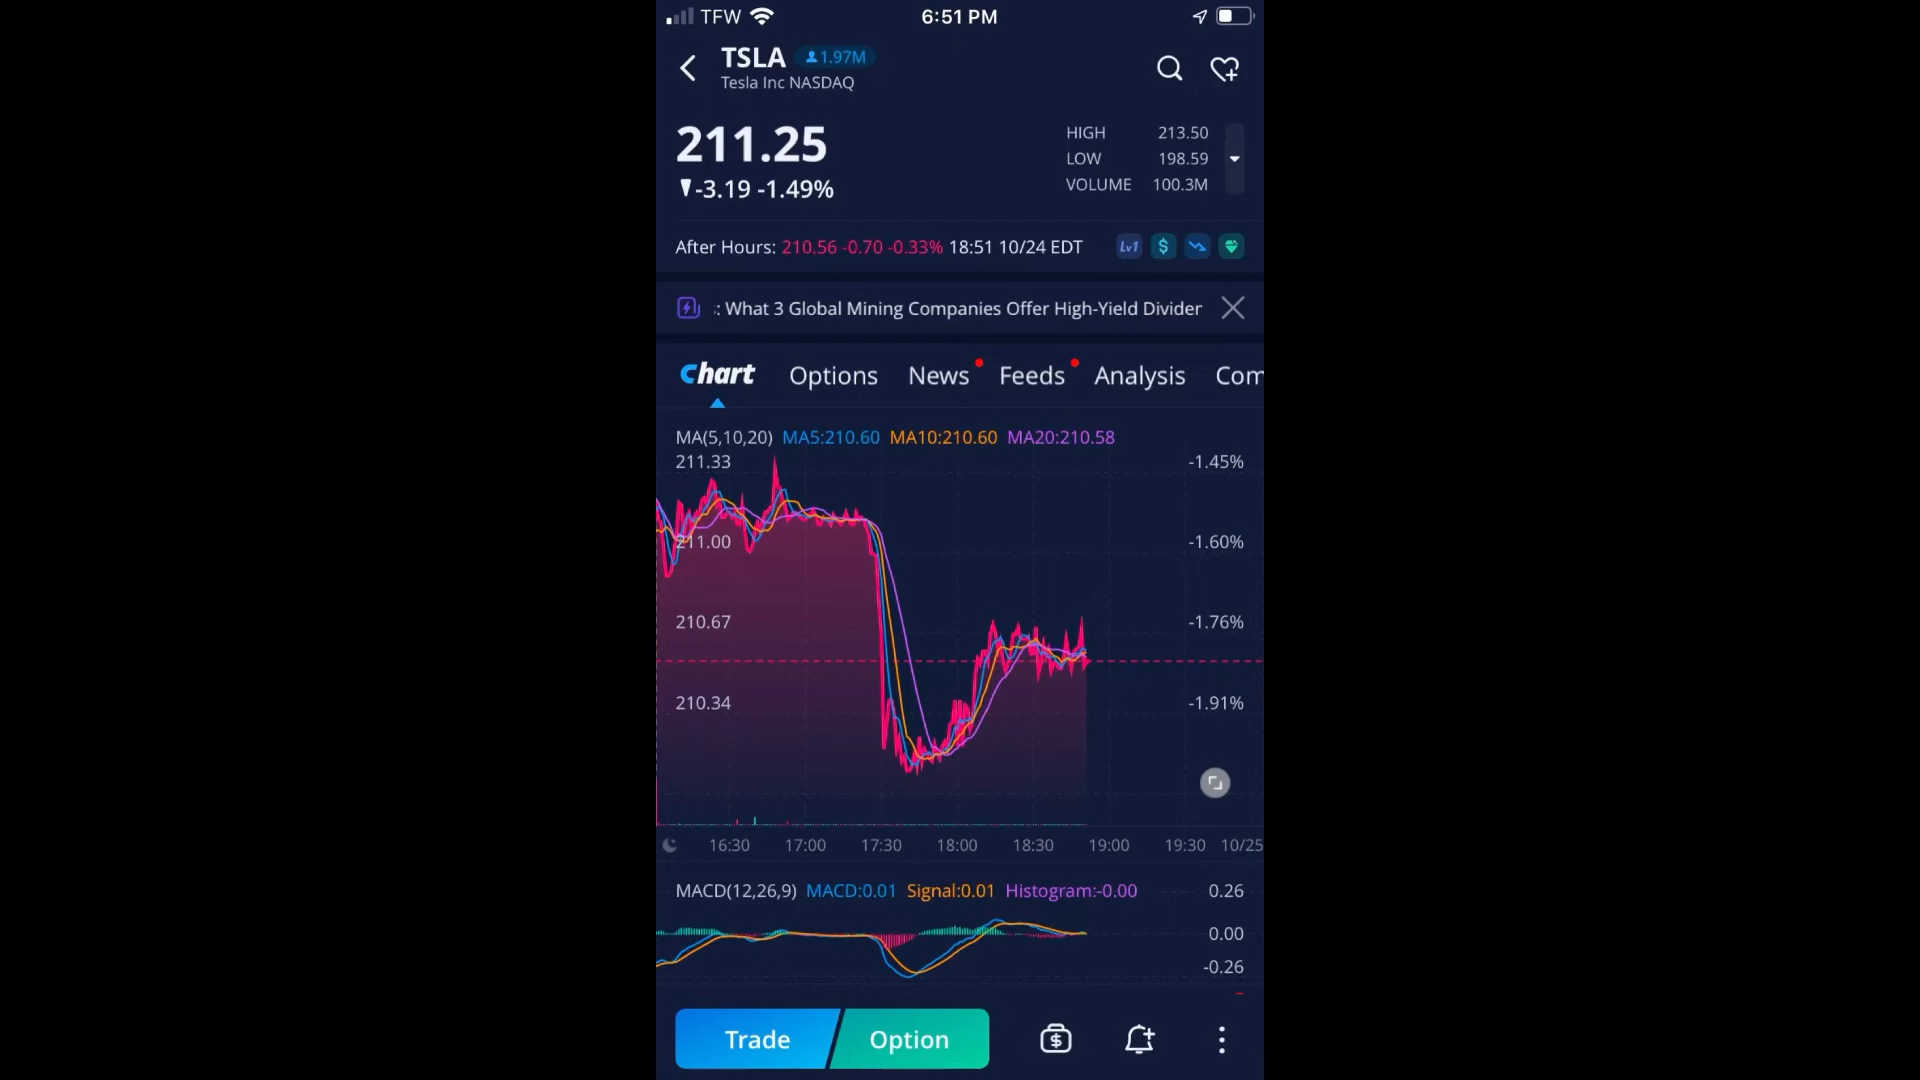 TFW 6:51 PM
TSLA 1.97M
Tesla Inc NASDAQ
211.25
-3.19 -1.49%
HIGH 213.50
LOW 198.59
VOLUME 100.3M
After Hours: 210.56 -0.70 -0.33% 18:51 10/24 EDT
Lv1 $
: What 3 Global Mining Companies Offer High-Yield Divider
Chart Options News Feeds Analysis Com
MA(5,10,20) MA5:210.60 MA10:210.60 MA20:210.58
211.33 -1.45%
211.00 -1.60%
210.67 -1.76%
210.34 -1.91%
16:30 17:00 17:30 18:00 18:30 19:00 19:30 10/25
MACD(12,26,9) MACD:0.01 Signal:0.01 Histogram:-0.00 0.26
0.00
-0.26
Trade Option $